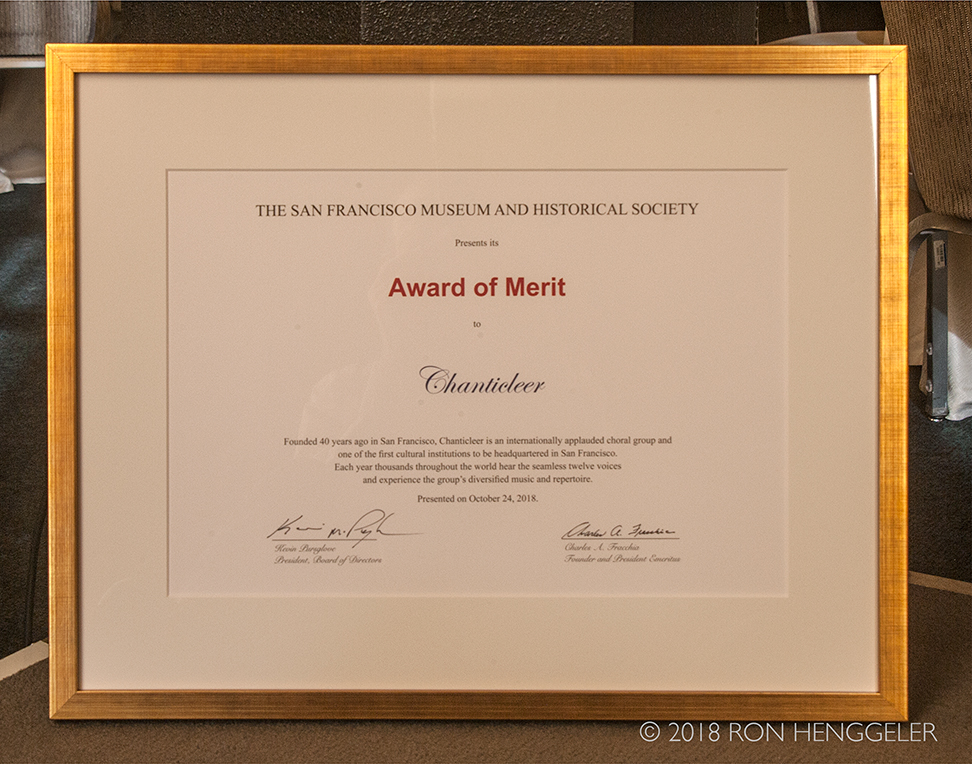 THE SAN FRANCISCO MUSEUM AND HISTORICAL SOCIETY
Presents its
Award of Merit
to
Chanticleer
Founded 40 years ago in San Francisco, Chanticleer is an internationally applauded choral group and
one of the first cultural institutions to be headquartered in San Francisco.
Each year thousands throughout the world hear the seamless twelve voices
and experience the group's diversified music and repertoire.
Presented on October 24, 2018.
Kevin Pursglove
President, Board of Directors
Charles A. Fracchia
Charles A. Fracchia
Founder and President Emeritus
© 2018 RON HENGGELER